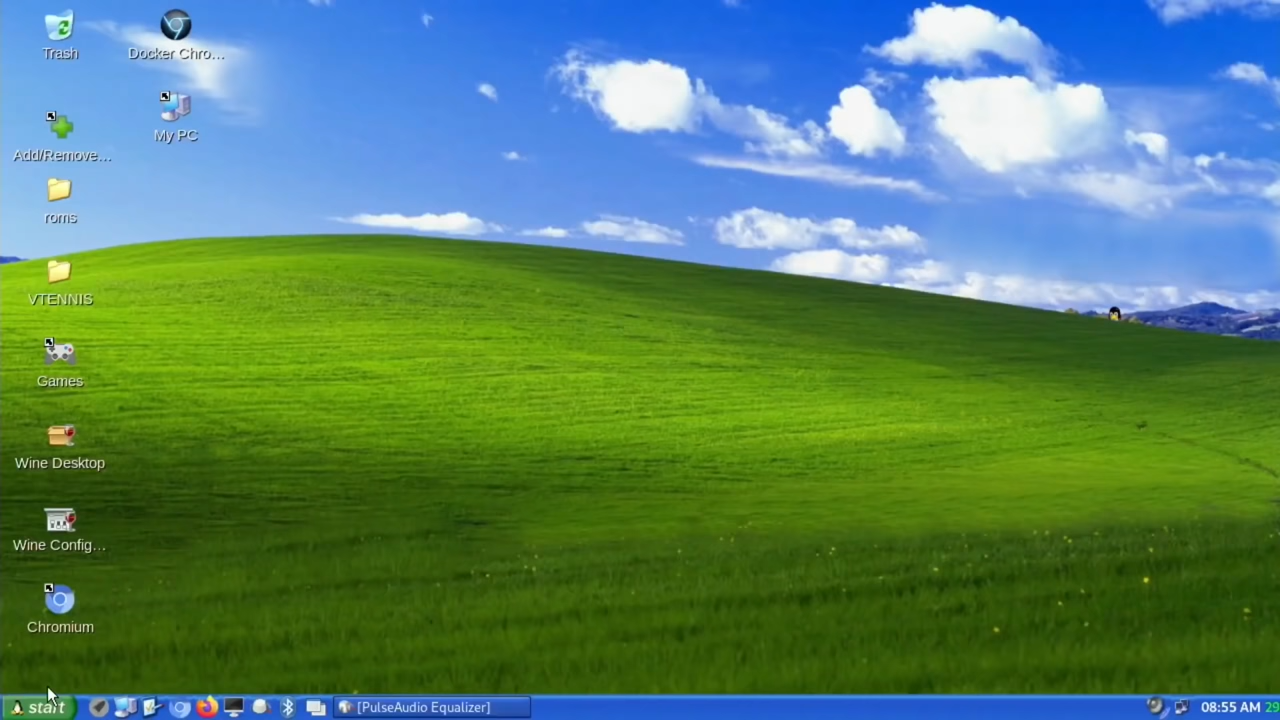 Trash
Docker Chro...
My PC
Add/Remove...
roms
VTENNIS
Games
Wine Desktop
Wine Config...
Chromium
start
[PulseAudio Equalizer]
08:55 AM 29